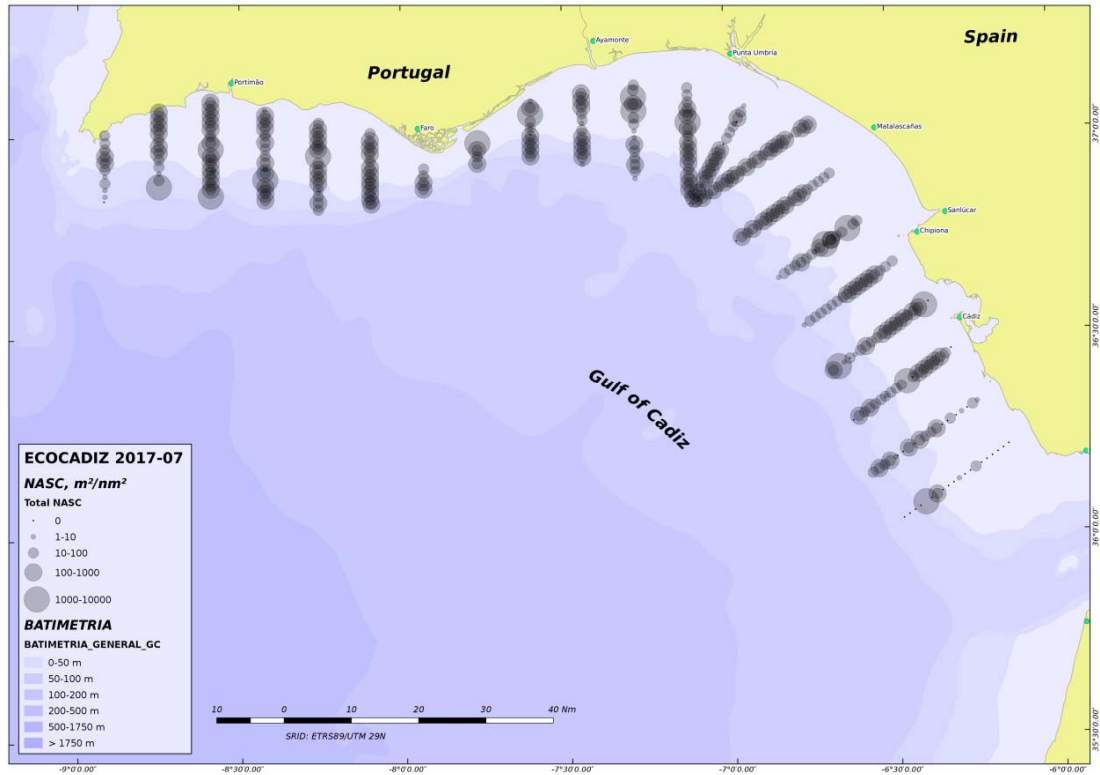 Spain
Ayamonte
Punta Umbría
Portugal
Portimão
Faro
Matalascañas
37°0'0.00"
Sanlúcar
Chipiona
Cádiz
36°30'0.00"
Gulf of Cadiz
36°0'0.00"
35°30'0.00"
ECOCADIZ 2017-07
NASC, m²/nm²
Total NASC
0
1-10
10-100
100-1000
1000-10000
BATIMETRIA
BATIMETRIA_GENERAL_GC
0-50 m
50-100 m
100-200 m
200-500 m
500-1750 m
> 1750 m
10 0 10 20 30 40 Nm
SRID: ETRS89/UTM 29N
-9°0'0.00" -8°30'0.00" -8°0'0.00" -7°30'0.00" -7°0'0.00" -6°30'0.00" -6°0'0.00"